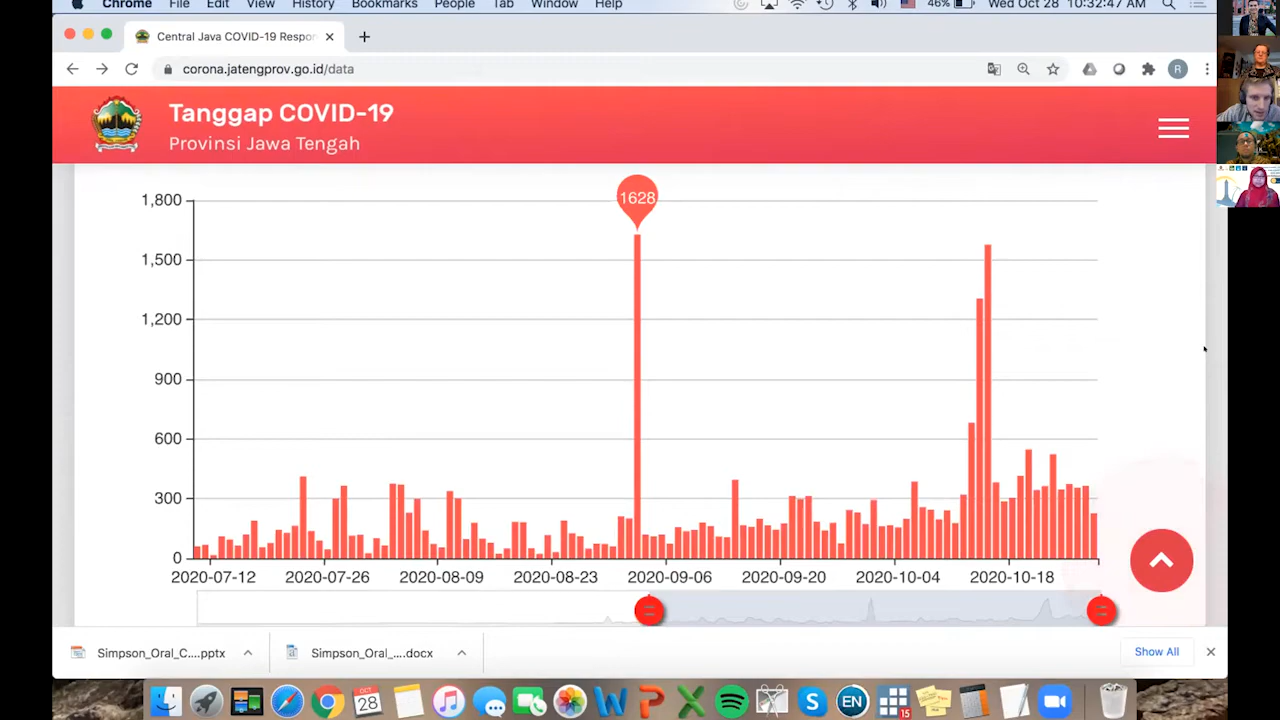 Chrome File Edit View History Bookmarks People Tab Window Help 46% Wed Oct 28 10:32:47 AM
Central Java COVID-19 Respon
corona.jatengprov.go.id/data
R
Tanggap COVID-19
Provinsi Jawa Tengah
1628
1,800
1,500
1,200
900
600
300
0
2020-07-12 2020-07-26 2020-08-09 2020-08-23 2020-09-06 2020-09-20 2020-10-04 2020-10-18
Simpson_Oral_C....pptx Simpson_Oral_....docx Show All
OCT
28
EN
15